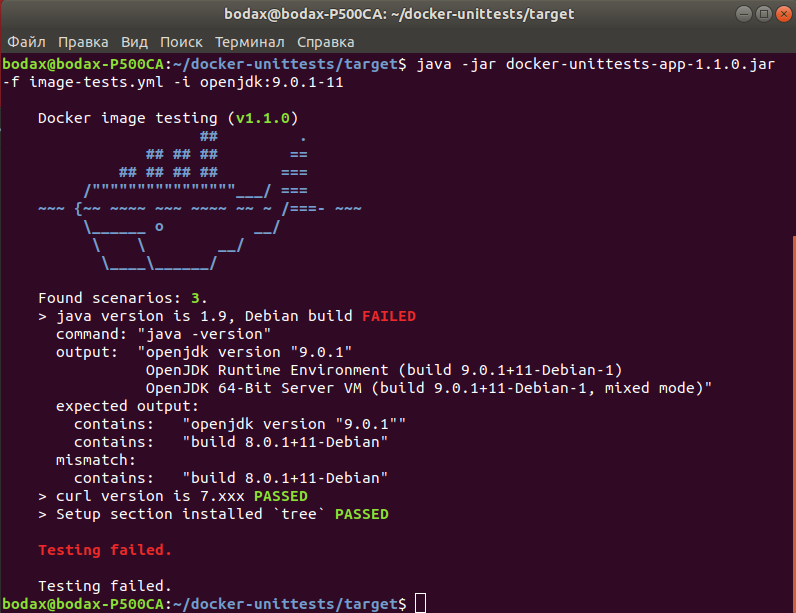 bodax@bodax-P500CA: ~/docker-unittests/target
Файл Правка Вид Поиск Терминал Справка
bodax@bodax-P500CA:~/docker-unittests/target$ java -jar docker-unittests-app-1.1.0.jar
-f image-tests.yml -i openjdk:9.0.1-11
    Docker image testing (v1.1.0)
                      ##         .
                ## ## ##        ==
             ## ## ## ##       ===
         /""""""""""""""""___/ ===
    ~~~ {~~ ~~~~ ~~~ ~~~~ ~~ ~ /===- ~~~
         \______ o          __/
          \    \        __/
           \____\______/
    Found scenarios: 3.
    > java version is 1.9, Debian build FAILED
      command: "java -version"
      output:  "openjdk version "9.0.1"
                OpenJDK Runtime Environment (build 9.0.1+11-Debian-1)
                OpenJDK 64-Bit Server VM (build 9.0.1+11-Debian-1, mixed mode)"
      expected output:
        contains:   "openjdk version "9.0.1""
        contains:   "build 8.0.1+11-Debian"
      mismatch:
        contains:   "build 8.0.1+11-Debian"
    > curl version is 7.xxx PASSED
    > Setup section installed `tree` PASSED
    Testing failed.
    Testing failed.
bodax@bodax-P500CA:~/docker-unittests/target$